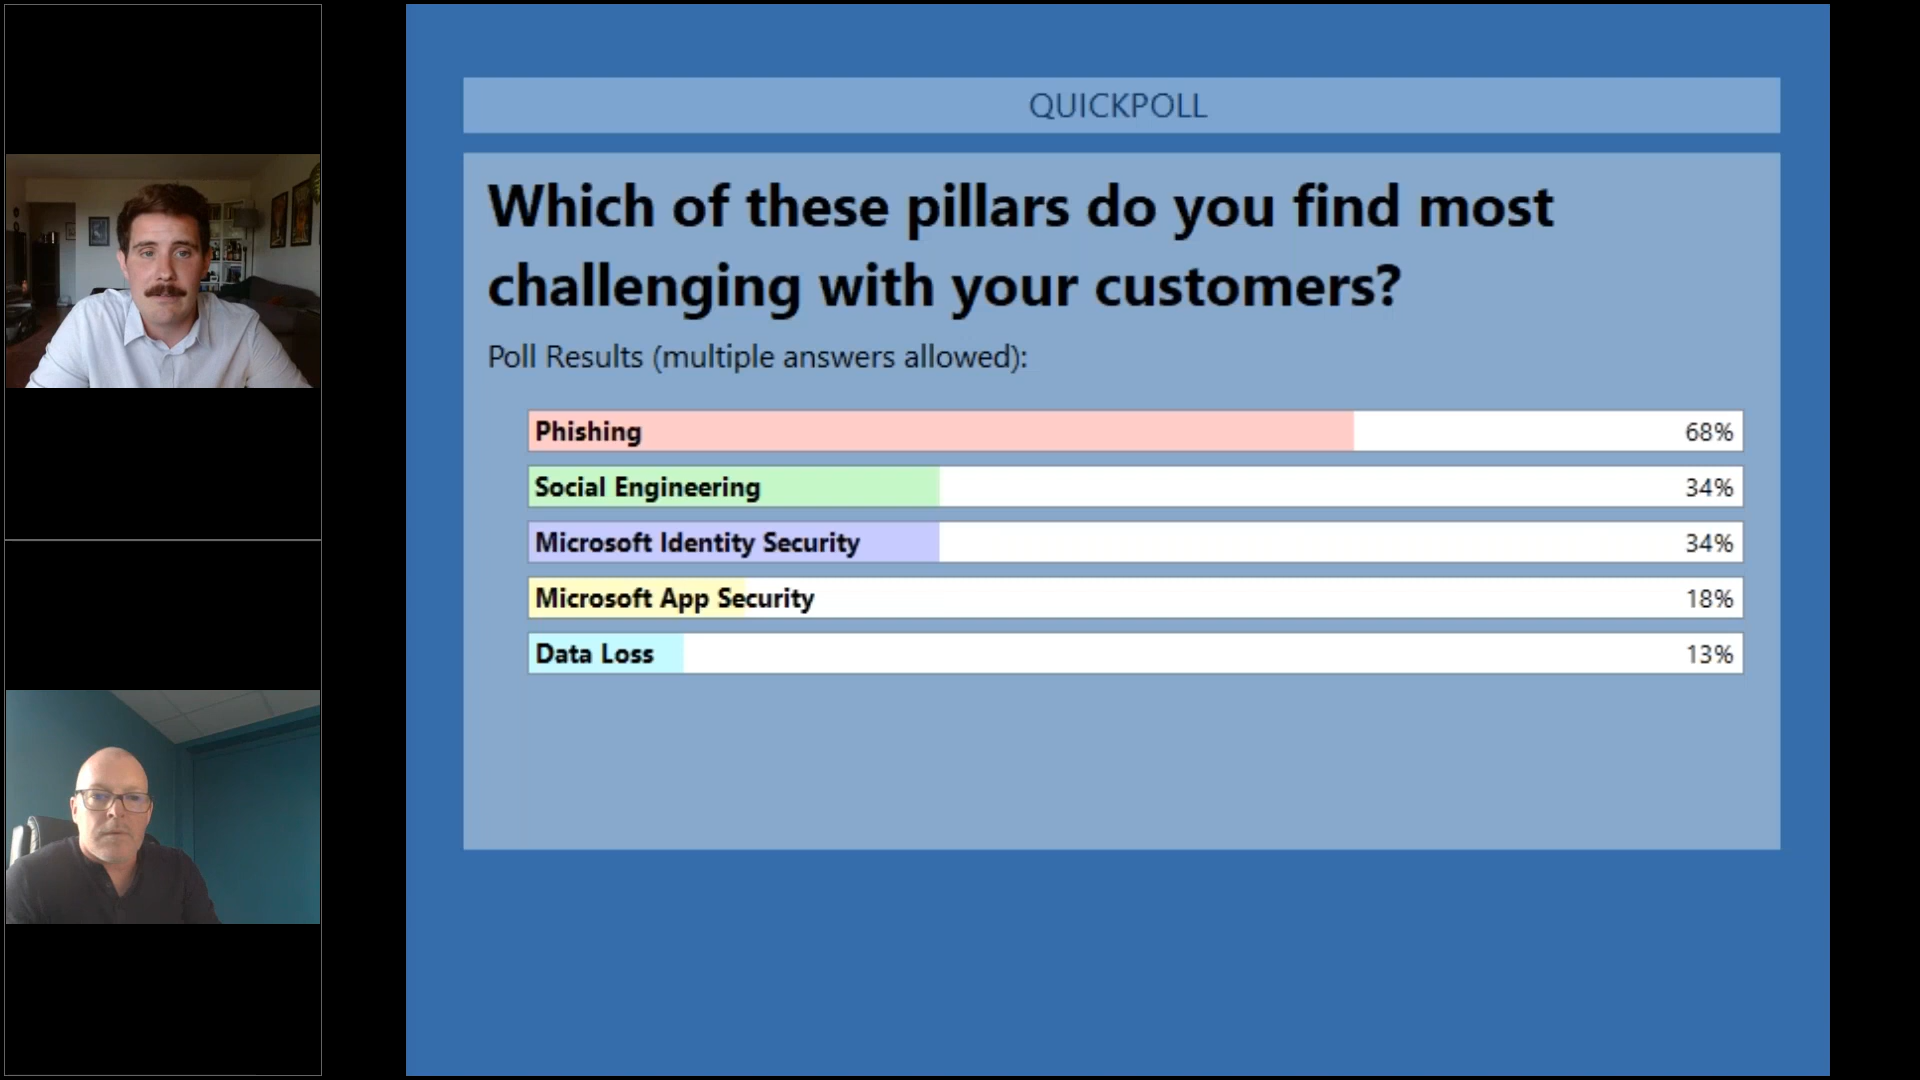 QUICKPOLL
Which of these pillars do you find most
challenging with your customers?
Poll Results (multiple answers allowed):
Phishing 68%
Social Engineering 34%
Microsoft Identity Security 34%
Microsoft App Security 18%
Data Loss 13%